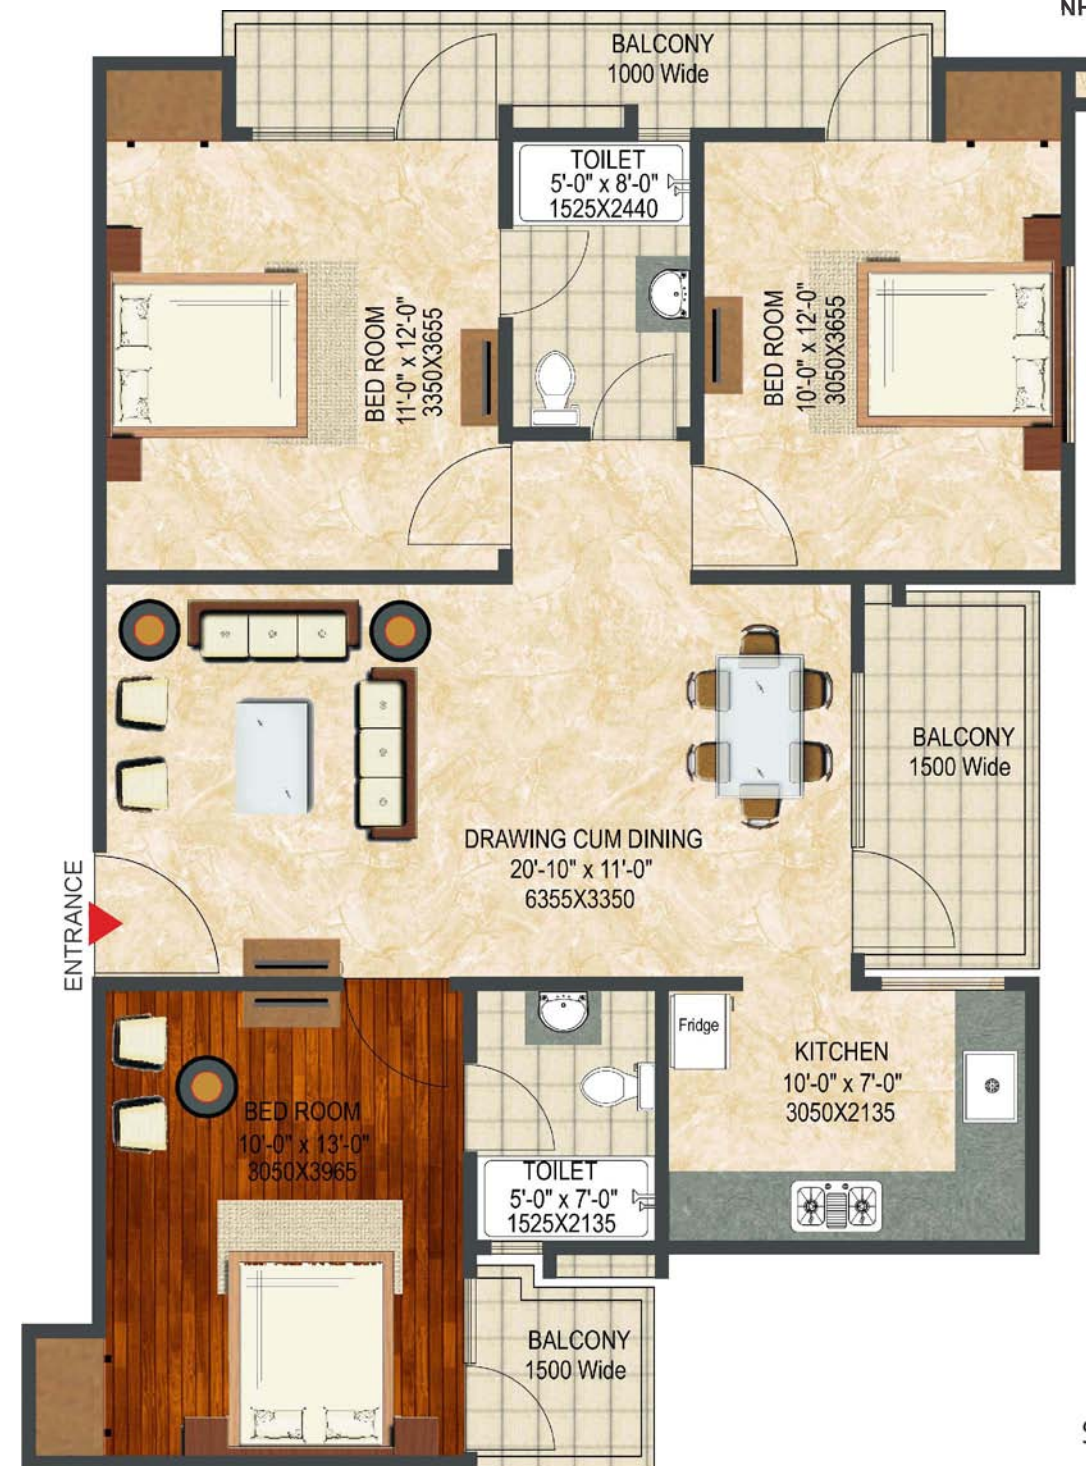 NH
BALCONY
1000 Wide
TOILET
5'-0" x 8'-0"
1525X2440
BED ROOM
11'-0" x 12'-0"
3350X3655
BED ROOM
10'-0" x 12'-0"
3050X3655
BALCONY
1500 Wide
DRAWING CUM DINING
20'-10" x 11'-0"
6355X3350
ENTRANCE
Fridge
KITCHEN
10'-0" x 7'-0"
3050X2135
BED ROOM
10'-0" x 13'-0"
3050X3965
TOILET
5'-0" x 7'-0"
1525X2135
BALCONY
1500 Wide